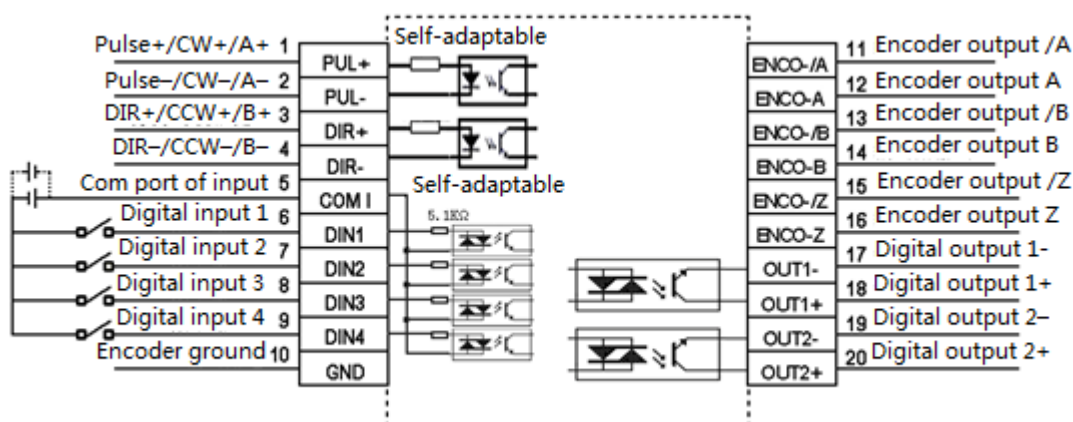 Pulse+/CW+/A+ 1 PUL+ Self-adaptable
Pulse–/CW–/A– 2 PUL-
DIR+/CCW+/B+ 3 DIR+
DIR–/CCW–/B– 4 DIR-
Com port of input 5 COM I Self-adaptable
Digital input 1 6 DIN1 5.1KΩ
Digital input 2 7 DIN2
Digital input 3 8 DIN3
Digital input 4 9 DIN4
Encoder ground 10 GND
ENCO-/A 11 Encoder output /A
ENCO-A 12 Encoder output A
ENCO-/B 13 Encoder output /B
ENCO-B 14 Encoder output B
ENCO-/Z 15 Encoder output /Z
ENCO-Z 16 Encoder output Z
OUT1- 17 Digital output 1-
OUT1+ 18 Digital output 1+
OUT2- 19 Digital output 2–
OUT2+ 20 Digital output 2+